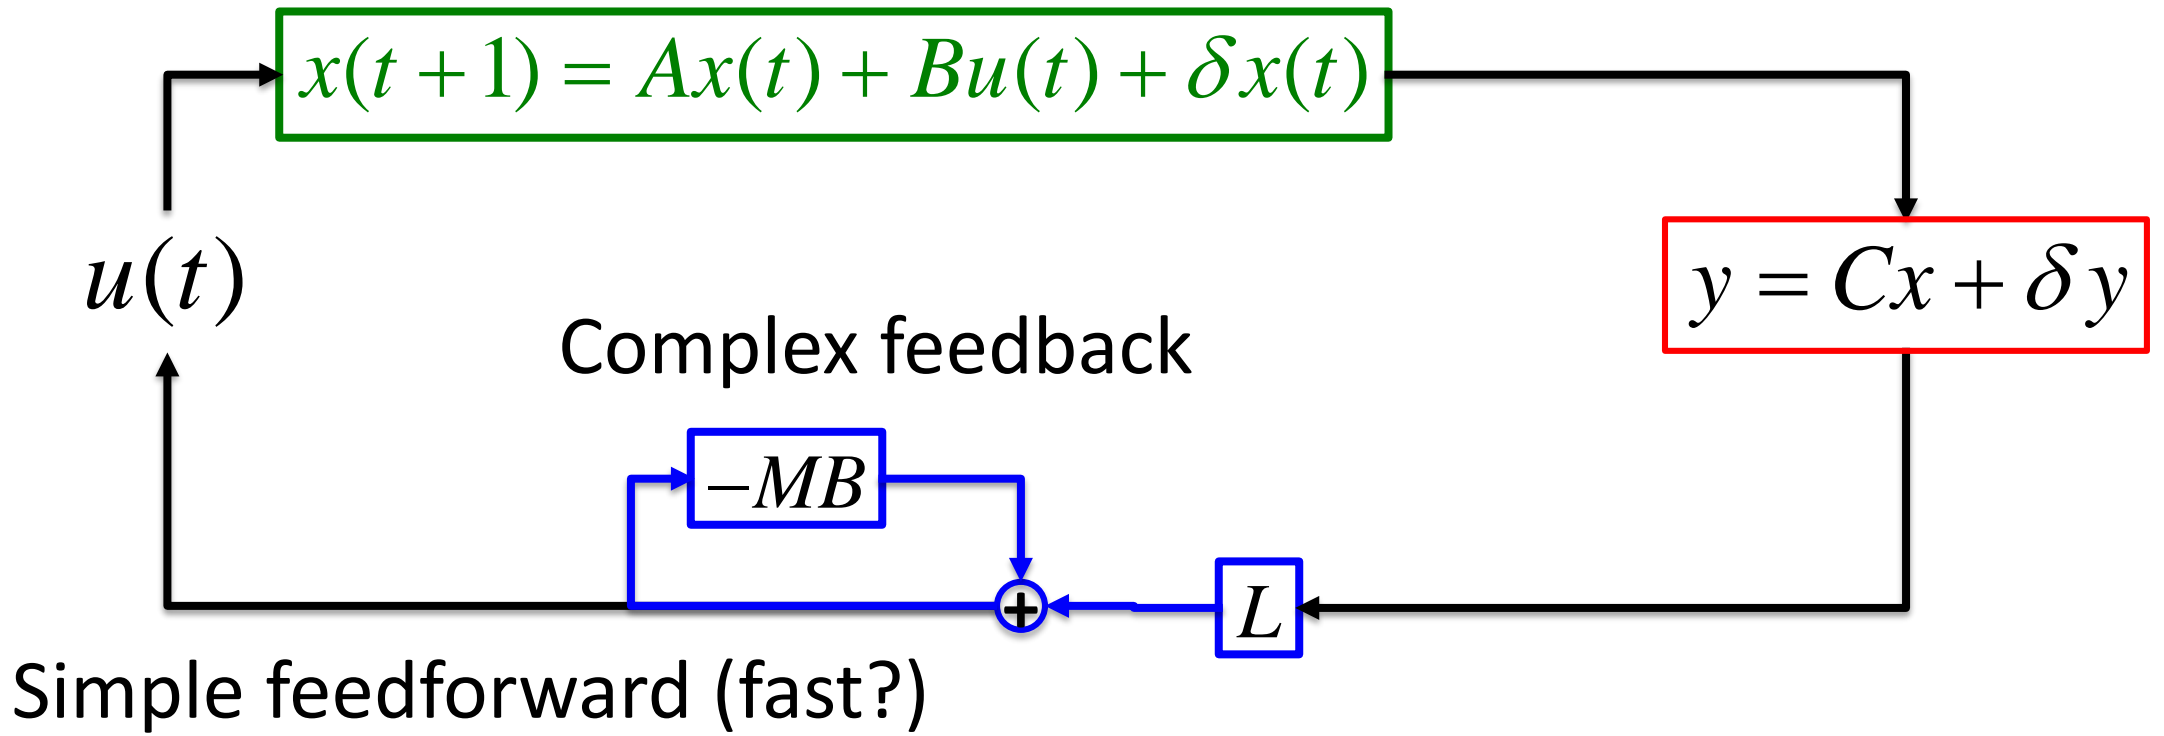 x(t + 1) = Ax(t) + Bu(t) + δx(t)
u(t)
y = Cx + δy
Complex feedback
−MB
+
L
Simple feedforward (fast?)